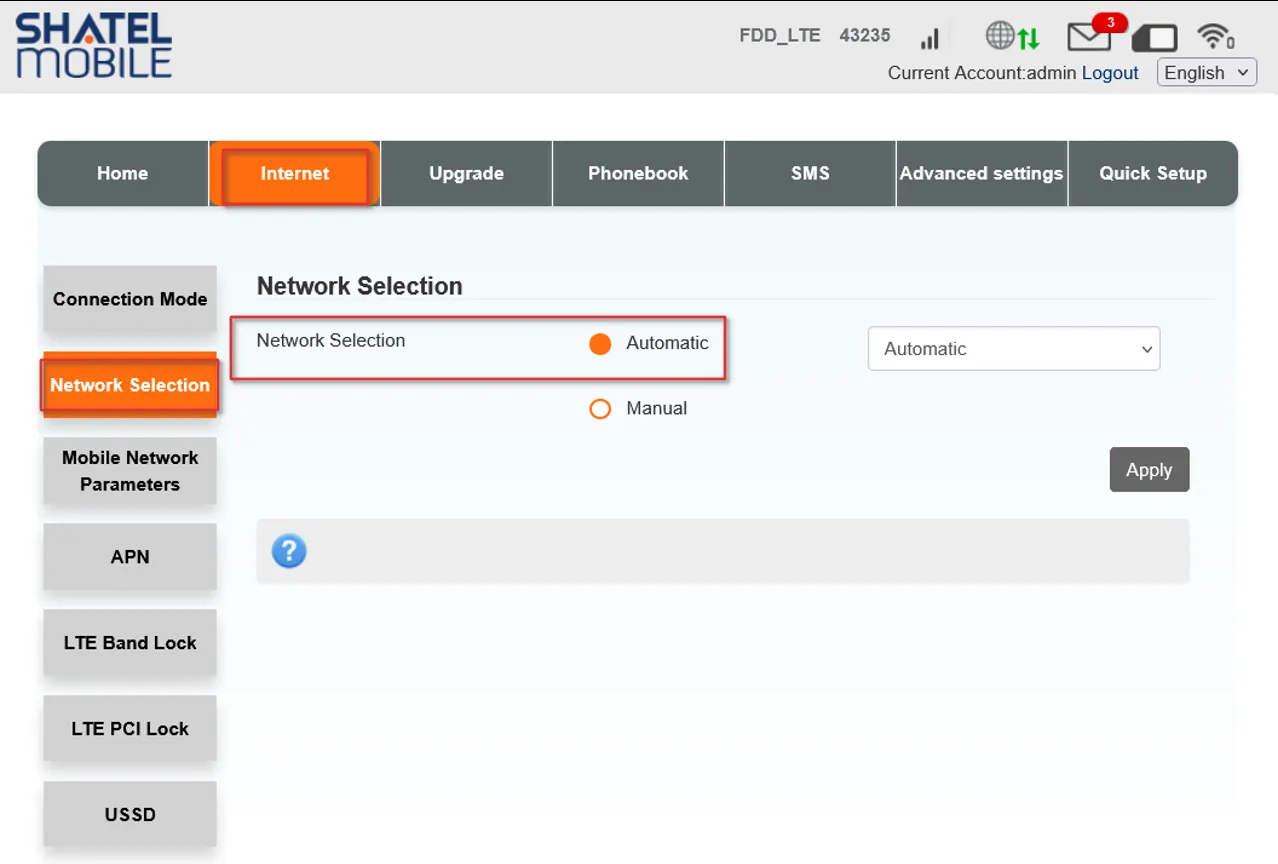 SHATEL
MOBILE
FDD_LTE 43235 3 0
Current Account:admin Logout English
Home Internet Upgrade Phonebook SMS Advanced settings Quick Setup
Connection Mode
Network Selection
Mobile Network
Parameters
APN
LTE Band Lock
LTE PCI Lock
USSD
Network Selection
Network Selection Automatic Automatic
Manual
Apply
?